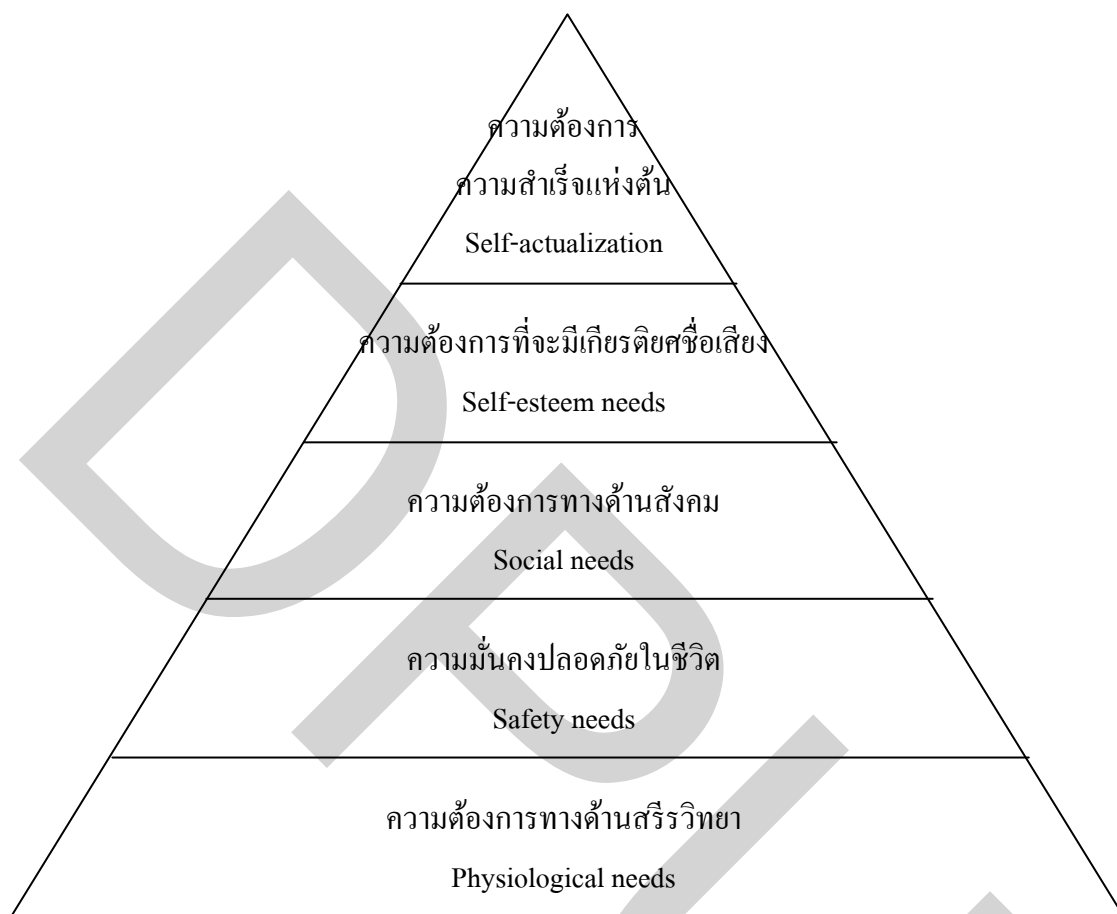 ความต้องการ
ความสำเร็จแห่งต้น
Self-actualization
ความต้องการที่จะมีเกียรติยศชื่อเสียง
Self-esteem needs
ความต้องการทางด้านสังคม
Social needs
ความมั่นคงปลอดภัยในชีวิต
Safety needs
ความต้องการทางด้านสรีรวิทยา
Physiological needs